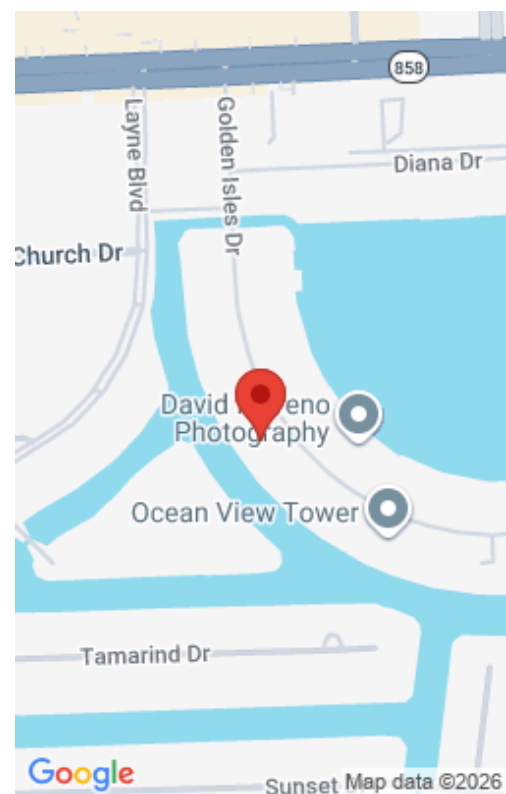 858
Layne Blvd
Golden Isles Dr
Diana Dr
Church Dr
David
Photography
Ocean View Tower
Tamarind Dr
Google
Sunset
Map data ©2026